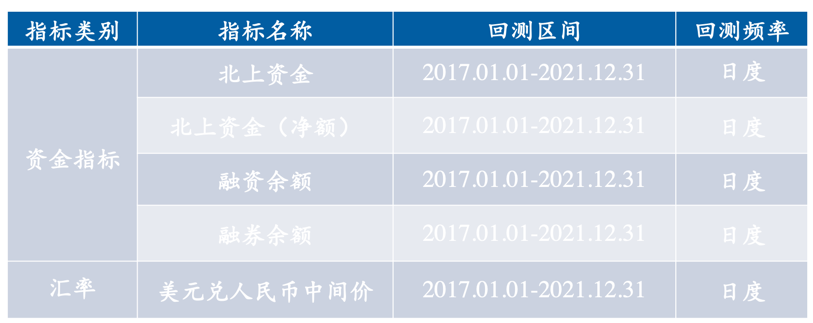 指标类别 指标名称 回测区间 回测频率
北上资金 2017.01.01-2021.12.31 日度
北上资金（净额） 2017.01.01-2021.12.31 日度
资金指标
融资余额 2017.01.01-2021.12.31 日度
融券余额 2017.01.01-2021.12.31 日度
汇率 美元兑人民币中间价 2017.01.01-2021.12.31 日度